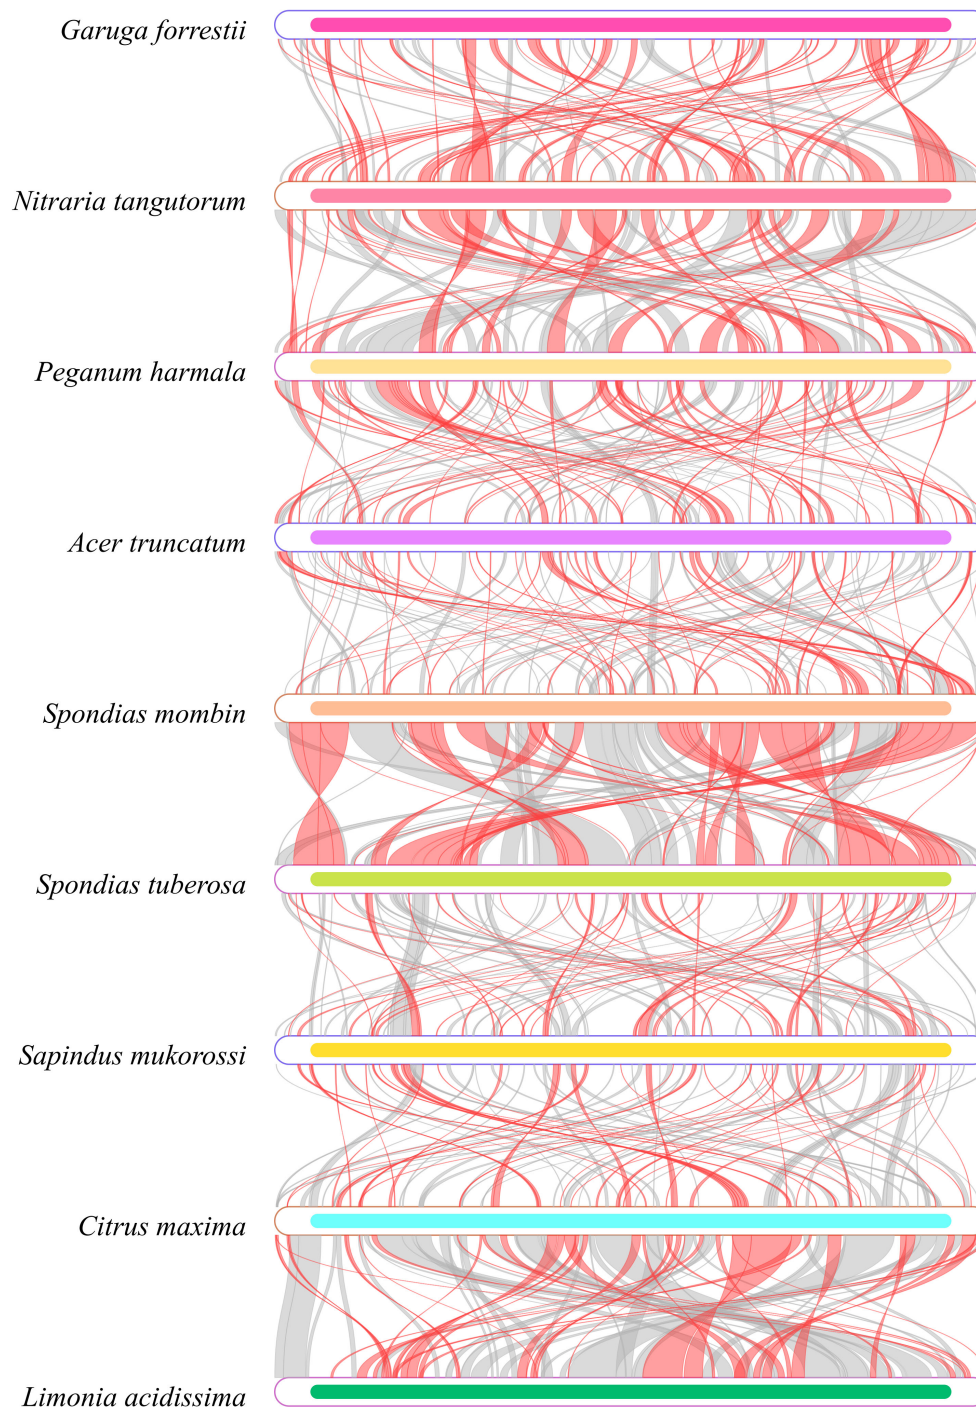 Garuga forrestii
Nitraria tangutorum
Peganum harmala
Acer truncatum
Spondias mombin
Spondias tuberosa
Sapindus mukorossi
Citrus maxima
Limonia acidissima